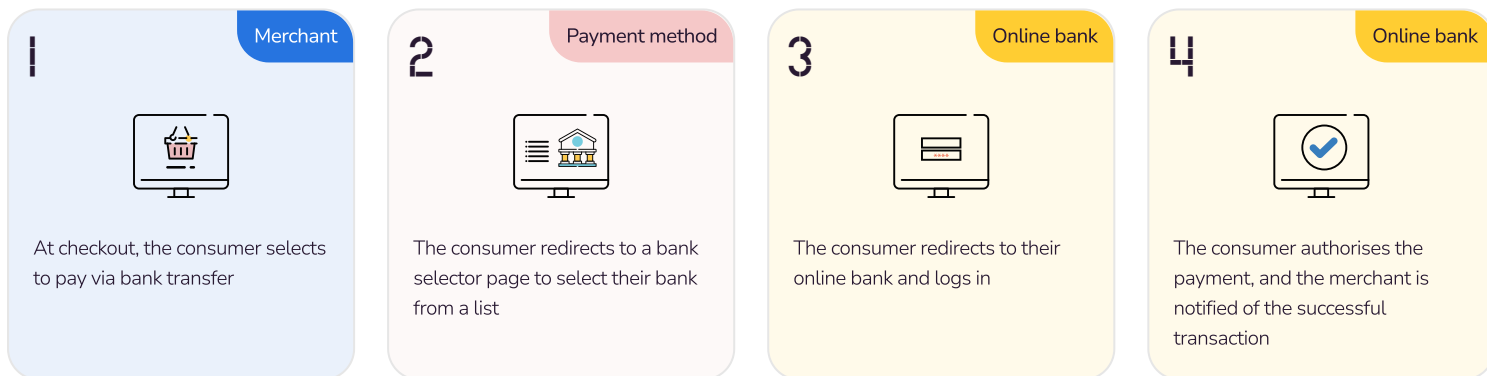 1
Merchant
At checkout, the consumer selects
to pay via bank transfer
2
Payment method
The consumer redirects to a bank
selector page to select their bank
from a list
3
Online bank
The consumer redirects to their
online bank and logs in
4
Online bank
The consumer authorises the
payment, and the merchant is
notified of the successful
transaction